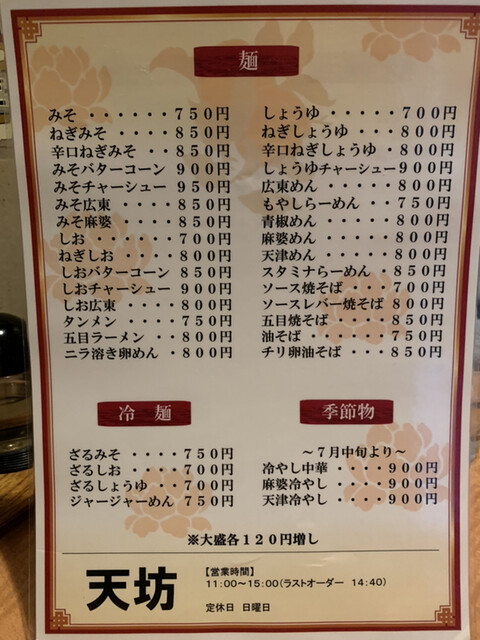 麺
みそ ・・・・・・７５０円
ねぎみそ ・・・・８５０円
辛口ねぎみそ ・・８５０円
みそバターコーン ９００円
みそチャーシュー ９５０円
みそ広東 ・・・・８５０円
みそ麻婆 ・・・・８５０円
しお ・・・・・・７００円
ねぎしお ・・・・８００円
しおバターコーン ８５０円
しおチャーシュー ９００円
しお広東 ・・・・８００円
タンメン ・・・・７５０円
五目ラーメン ・・８００円
ニラ溶き卵めん ・８００円
しょうゆ ・・・・・７００円
ねぎしょうゆ ・・・８００円
辛口ねぎしょうゆ ・８００円
しょうゆチャーシュー９００円
広東めん ・・・・・８００円
もやしらーめん ・・７５０円
青椒めん ・・・・・８００円
麻婆めん ・・・・・８００円
天津めん ・・・・・８００円
スタミナらーめん ・８５０円
ソース焼そば ・・・７００円
ソースレバー焼そば ８００円
五目焼そば ・・・・８５０円
油そば ・・・・・・７５０円
チリ卵油そば ・・・８５０円
冷 麺
ざるみそ ・・・・７５０円
ざるしお ・・・・７００円
ざるしょうゆ ・・７００円
ジャージャーめん ７５０円
季節物
～７月中旬より～
冷やし中華 ・・・・９００円
麻婆冷やし ・・・・９００円
天津冷やし ・・・・９００円
※大盛各１２０円増し
天坊
【営業時間】
11:00～15:00(ラストオーダー 14:40)
定休日 日曜日